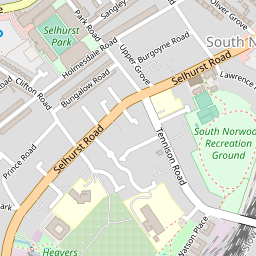 Park Road
Sangley
Oliver Grove
Selhurst
Park
Burgoyne Road
South N
Upper Grove
Holmesdale Road
Selhurst Road
Lawrence
Clifton Road
Bungalow Road
South Norwoo
Recreation
Ground
Selhurst Road
Tennison Road
Prince Road
ark
Watson Place
Heavers